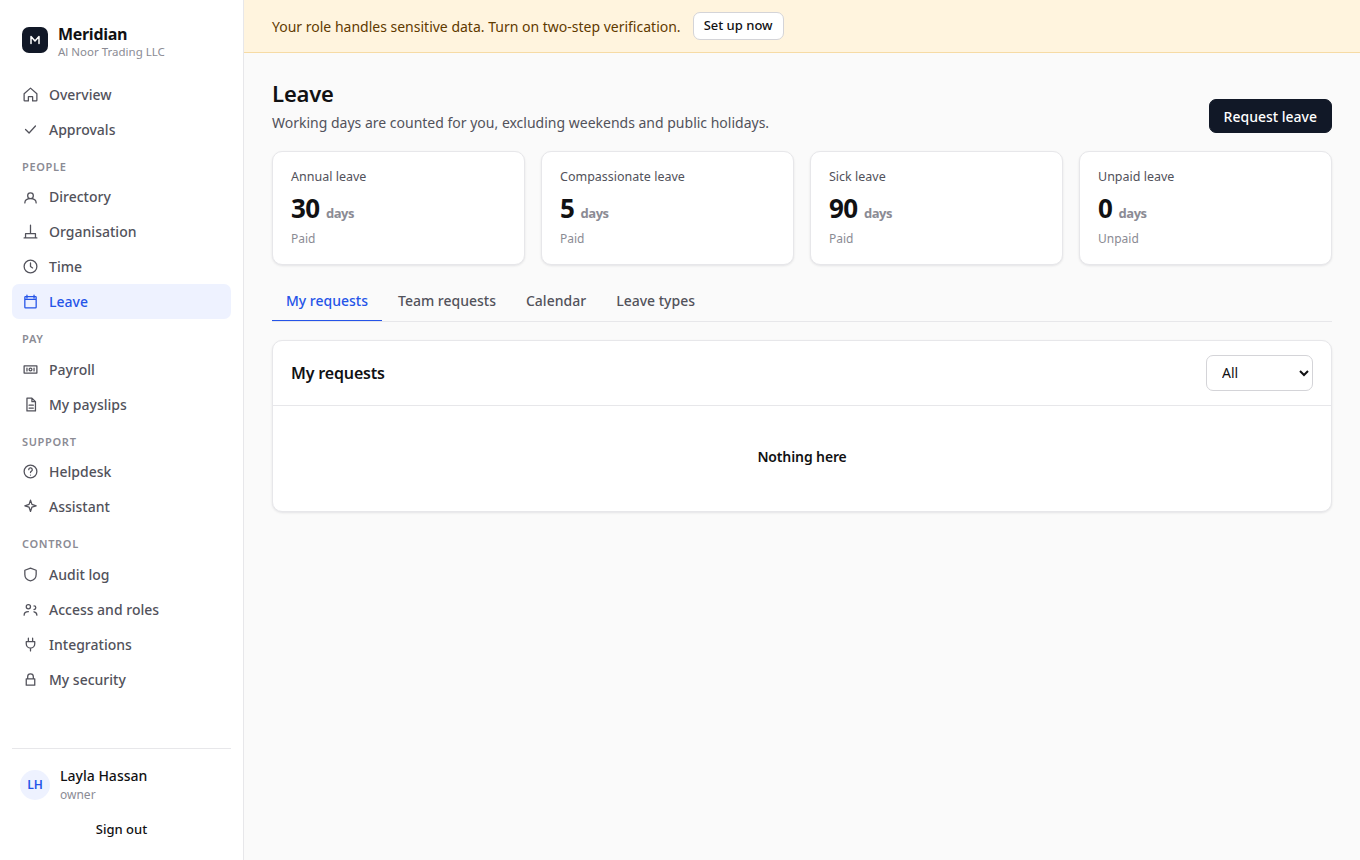 Meridian
Al Noor Trading LLC
Overview
Approvals
PEOPLE
Directory
Organisation
Time
Leave
PAY
Payroll
My payslips
SUPPORT
Helpdesk
Assistant
CONTROL
Audit log
Access and roles
Integrations
My security
LH
Layla Hassan
owner
Sign out
Your role handles sensitive data. Turn on two-step verification. Set up now
Leave
Working days are counted for you, excluding weekends and public holidays.
Request leave
Annual leave
30 days
Paid
Compassionate leave
5 days
Paid
Sick leave
90 days
Paid
Unpaid leave
0 days
Unpaid
My requests Team requests Calendar Leave types
My requests
All
Nothing here